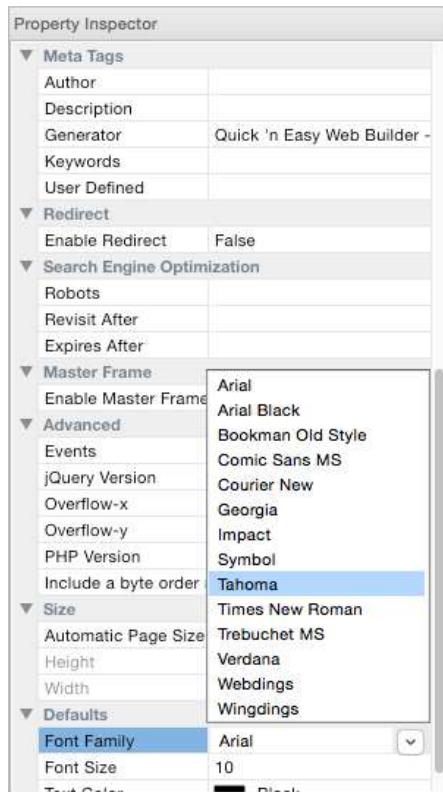 Property Inspector
Meta Tags
Author
Description
Generator Quick 'n Easy Web Builder -
Keywords
User Defined
Redirect
Enable Redirect False
Search Engine Optimization
Robots
Revisit After
Expires After
Master Frame
Enable Master Frame
Advanced
Events
jQuery Version
Overflow-x
Overflow-y
PHP Version
Include a byte order
Size
Automatic Page Size
Height
Width
Arial
Arial Black
Bookman Old Style
Comic Sans MS
Courier New
Georgia
Impact
Symbol
Tahoma
Times New Roman
Trebuchet MS
Verdana
Webdings
Wingdings
Defaults
Font Family Arial
Font Size 10
Text Color Black